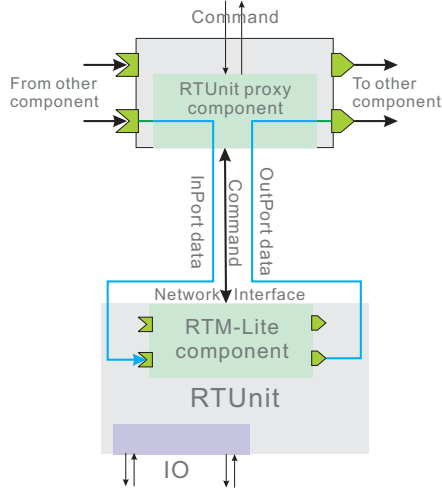 Command
From other
component
RTUnit proxy
component
To other
component
InPort data
Command
OutPort data
Network Interface
RTM-Lite
component
RTUnit
IO